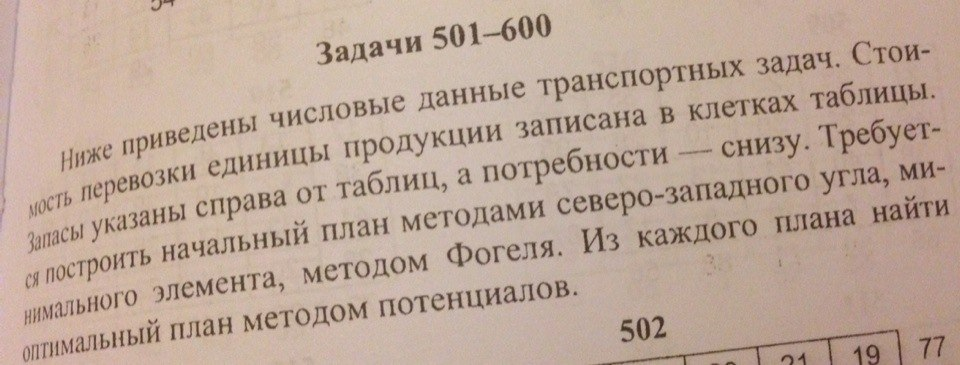 54
Задачи 501–600
Ниже приведены числовые данные транспортных задач. Стои-
мость перевозки единицы продукции записана в клетках таблицы.
Запасы указаны справа от таблиц, а потребности — снизу. Требует-
ся построить начальный план методами северо-западного угла, ми-
нимального элемента, методом Фогеля. Из каждого плана найти
оптимальный план методом потенциалов.
502
21 19 77